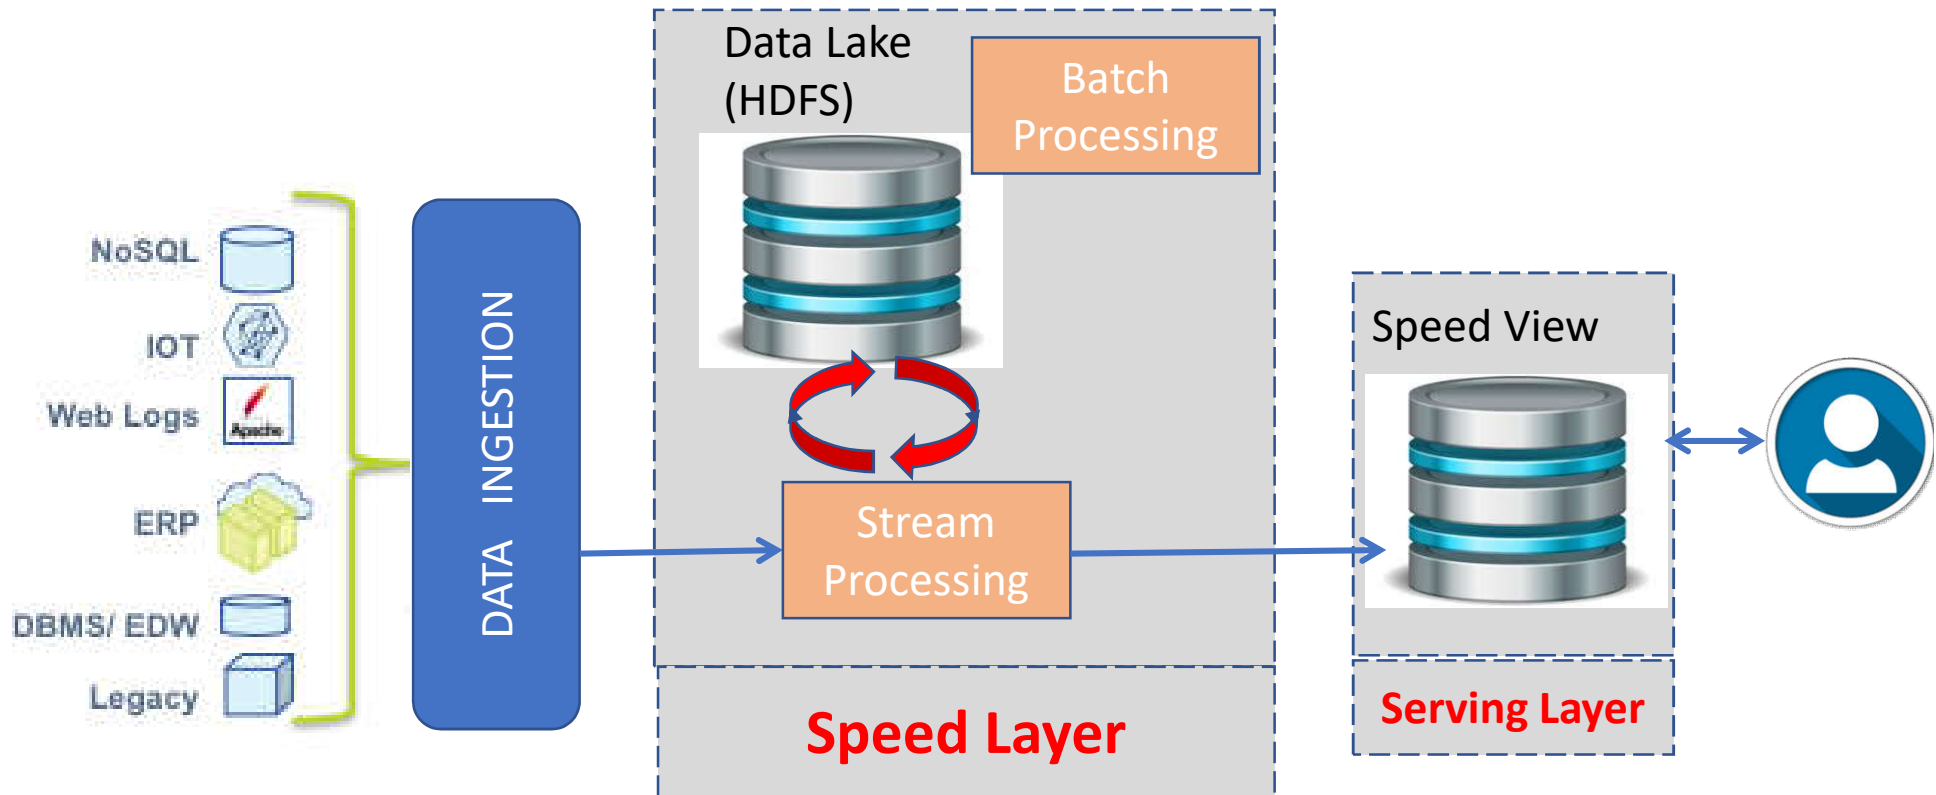 NoSQL
IOT
Web Logs
Apache
ERP
DBMS/ EDW
Legacy
DATA INGESTION
Data Lake
(HDFS)
Batch
Processing
Stream
Processing
Speed Layer
Speed View
Serving Layer